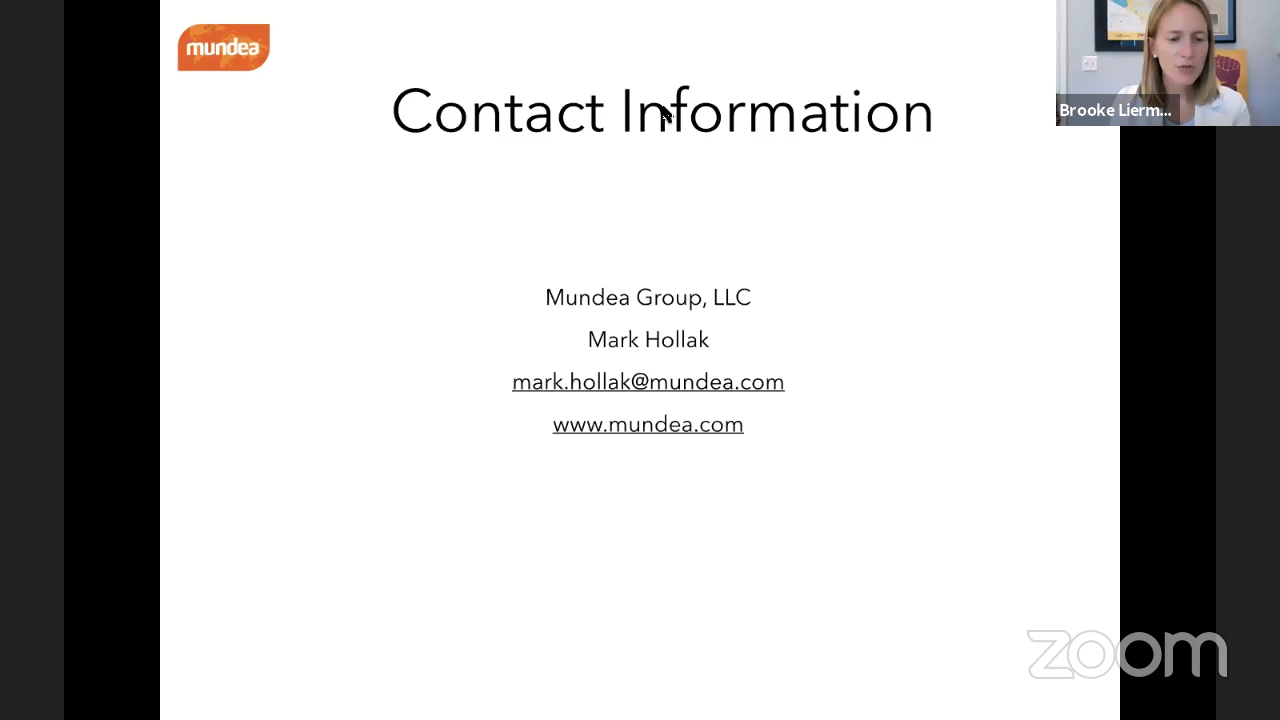 mundea
Contact Information
Brooke Lierm...
Mundea Group, LLC
Mark Hollak
mark.hollak@mundea.com
www.mundea.com
zoom